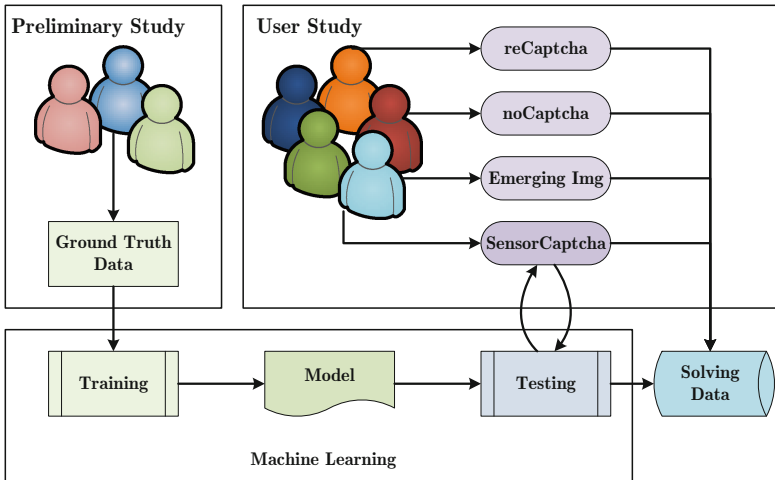 Preliminary Study
User Study
reCaptcha
noCaptcha
Emerging Img
SensorCaptcha
Ground Truth
Data
Training
Model
Testing
Solving
Data
Machine Learning